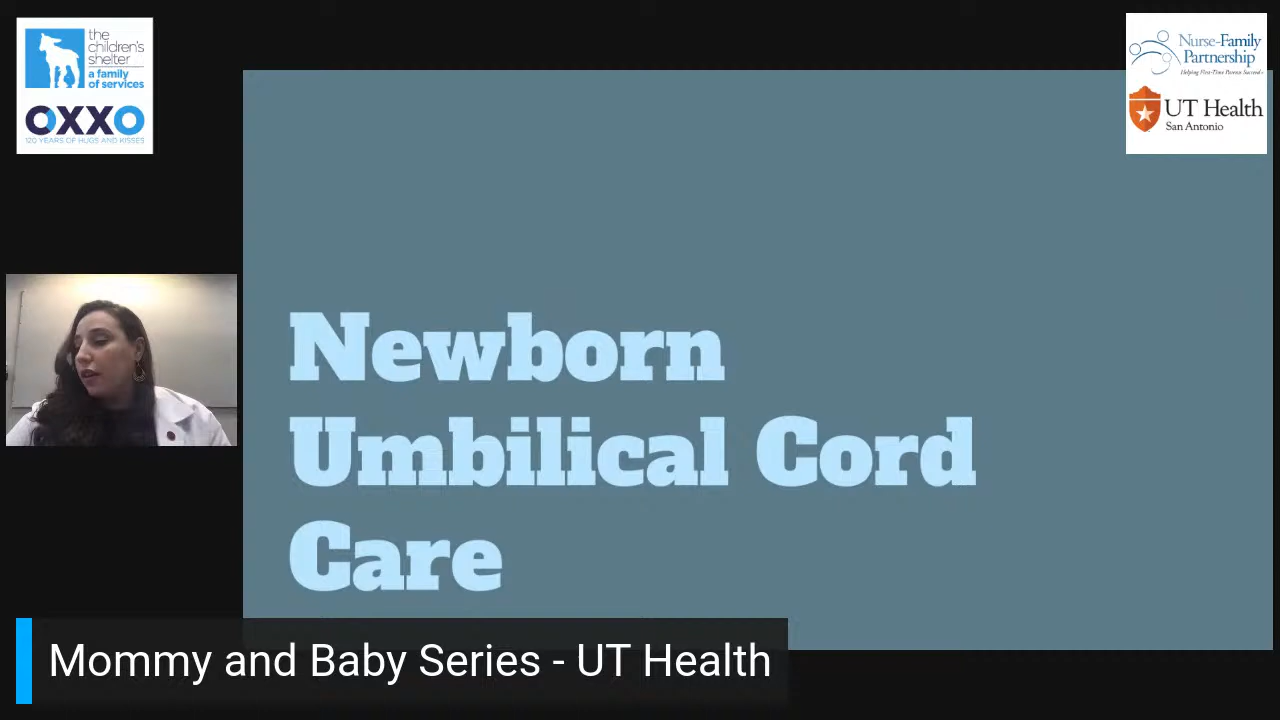 the
children's
shelter
a family
of services
OXXO
120 YEARS OF HUGS AND KISSES
Nurse-Family
Partnership
Helping First-Time Parents Succeed
UT Health
San Antonio
Newborn
Umbilical Cord
Care
Mommy and Baby Series - UT Health